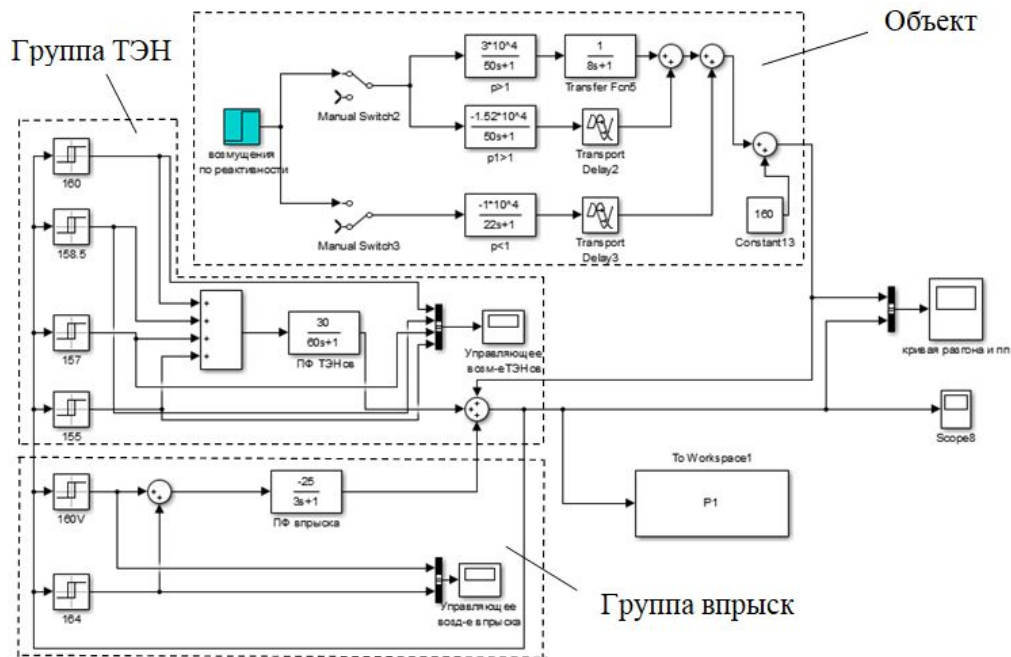 Объект
Группа ТЭН
3*10^4
50s+1
p>1
1
8s+1
Transfer Fcn5
Manual Switch2
-1.52*10^4
50s+1
p1>1
Transport
Delay2
возмущения
по реактивности
160
158.5
Manual Switch3
-1*10^4
22s+1
p<1
Transport
Delay3
160
Constant13
157
30
60s+1
ПФ ТЭНов
Управляющее
возм-еТЭНов
кривая разгона и пп
155
Scope8
To Workspace1
P1
160V
-25
3s+1
ПФ впрыска
164
Управляющее
возд-е впрыска
Группа впрыск